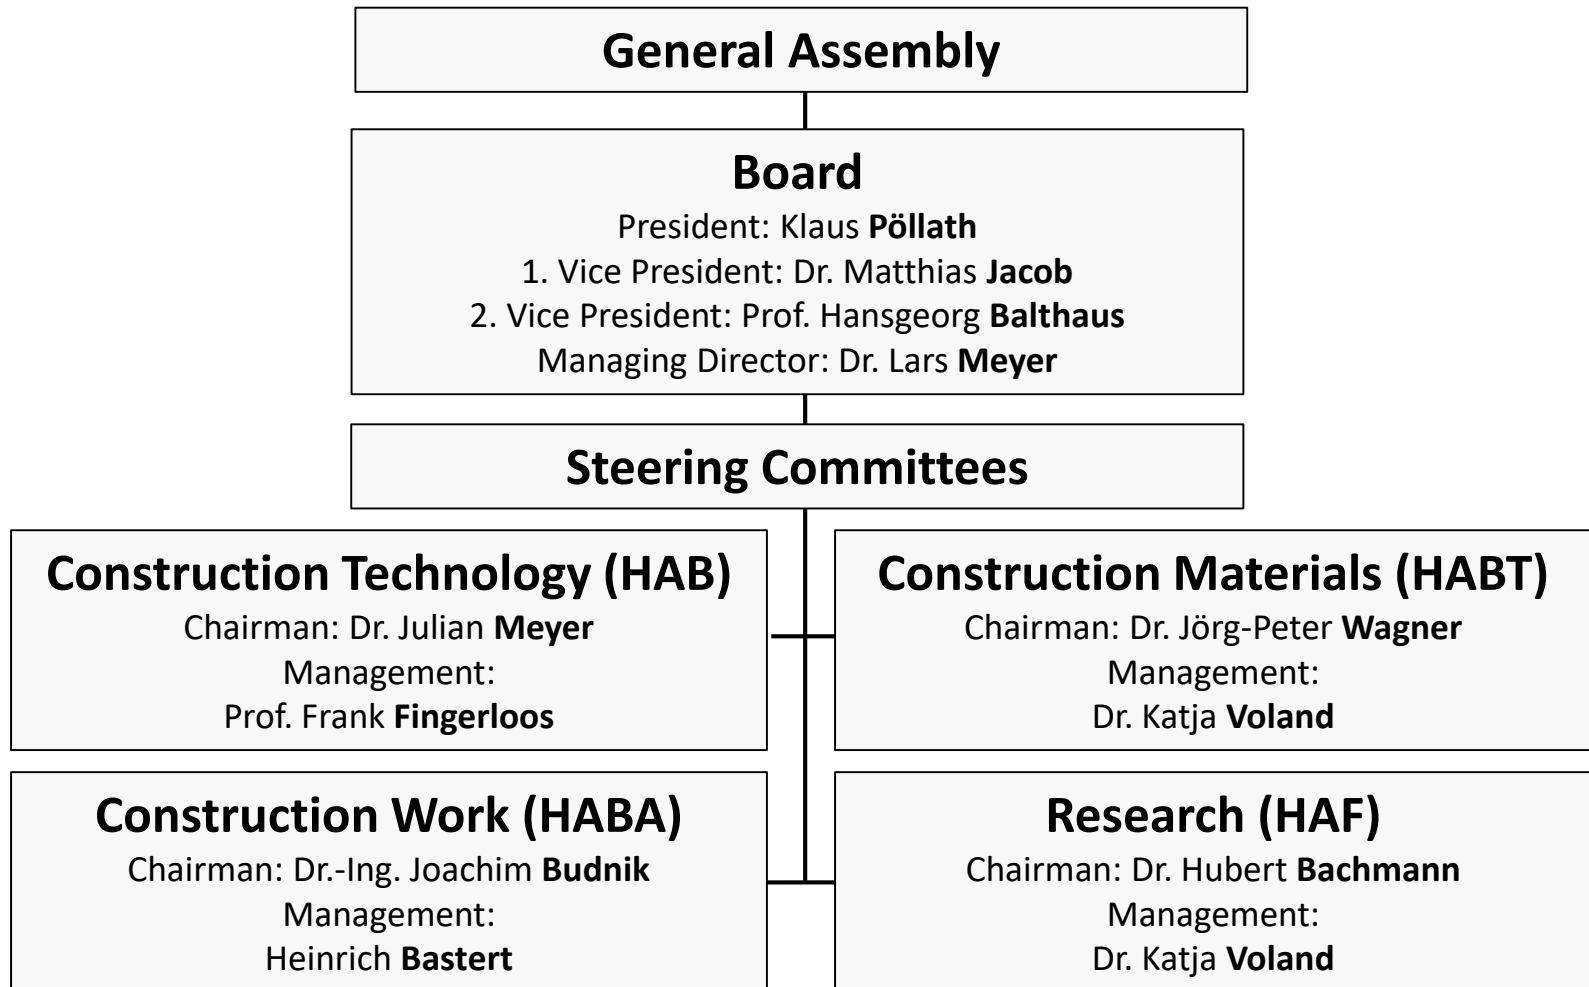 General Assembly
Board
President: Klaus Pöllath
1. Vice President: Dr. Matthias Jacob
2. Vice President: Prof. Hansgeorg Balthaus
Managing Director: Dr. Lars Meyer
Steering Committees
Construction Technology (HAB)
Chairman: Dr. Julian Meyer
Management:
Prof. Frank Fingerloos
Construction Materials (HABT)
Chairman: Dr. Jörg-Peter Wagner
Management:
Dr. Katja Voland
Construction Work (HABA)
Chairman: Dr.-Ing. Joachim Budnik
Management:
Heinrich Bastert
Research (HAF)
Chairman: Dr. Hubert Bachmann
Management:
Dr. Katja Voland